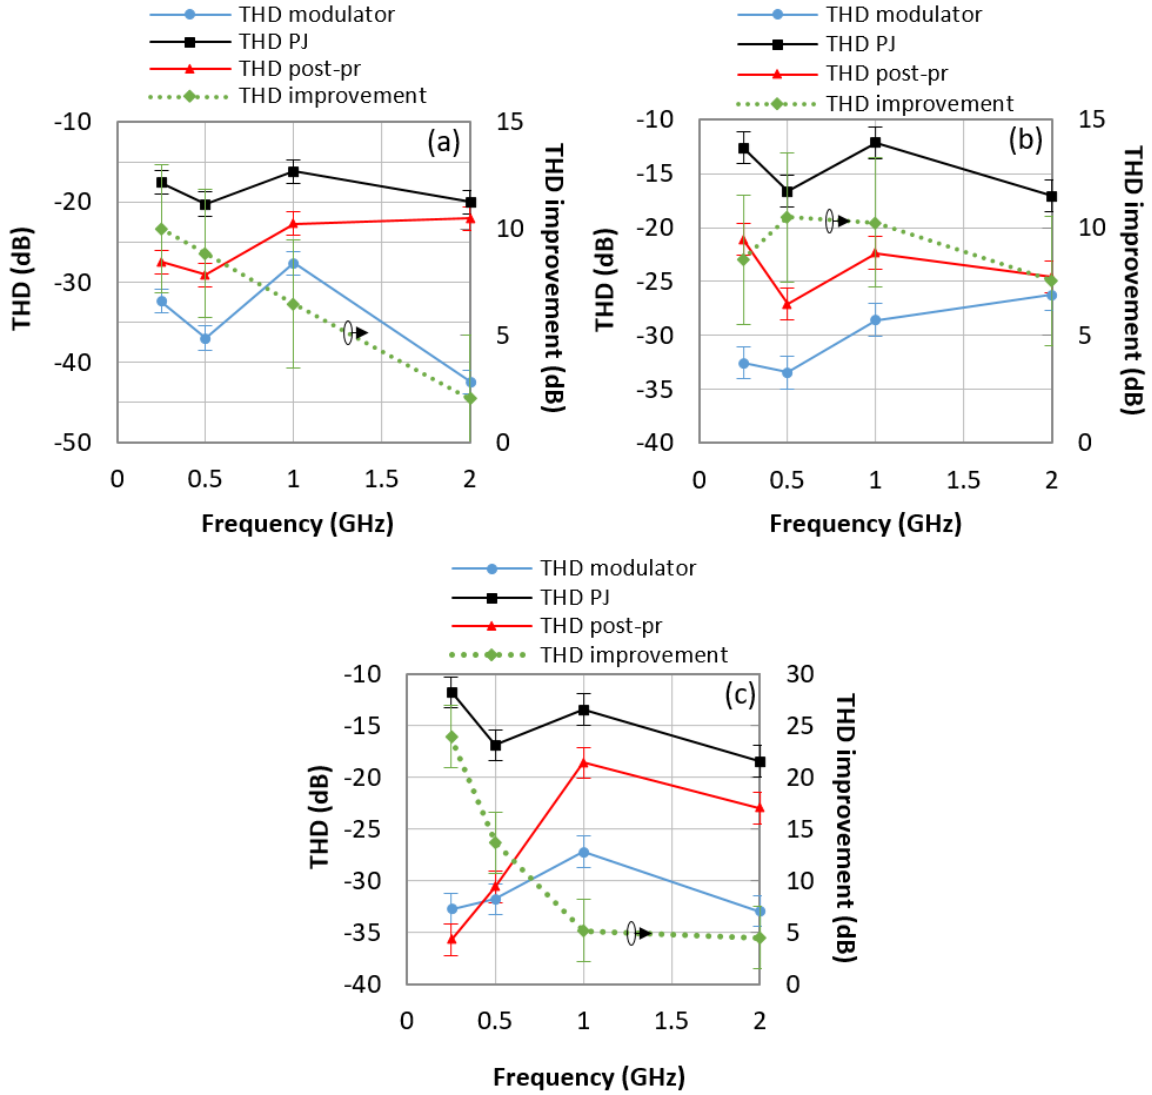 THD modulator
THD PJ
THD post-pr
THD improvement
-10
-20
-30
-40
-50
THD (dB)
(a)
15
10
5
0
THD improvement
(dB)
0
0.5
1
1.5
2
Frequency (GHz)
THD modulator
THD PJ
THD post-pr
THD improvement
-10
-15
-20
-25
-30
-35
-40
THD (dB)
(b)
15
10
5
0
THD improvement (dB)
0
0.5
1
1.5
2
Frequency (GHz)
THD modulator
THD PJ
THD post-pr
THD improvement
-10
-15
-20
-25
-30
-35
-40
THD (dB)
(c)
30
25
20
15
10
5
0
THD improvement (dB)
0
0.5
1
1.5
2
Frequency (GHz)